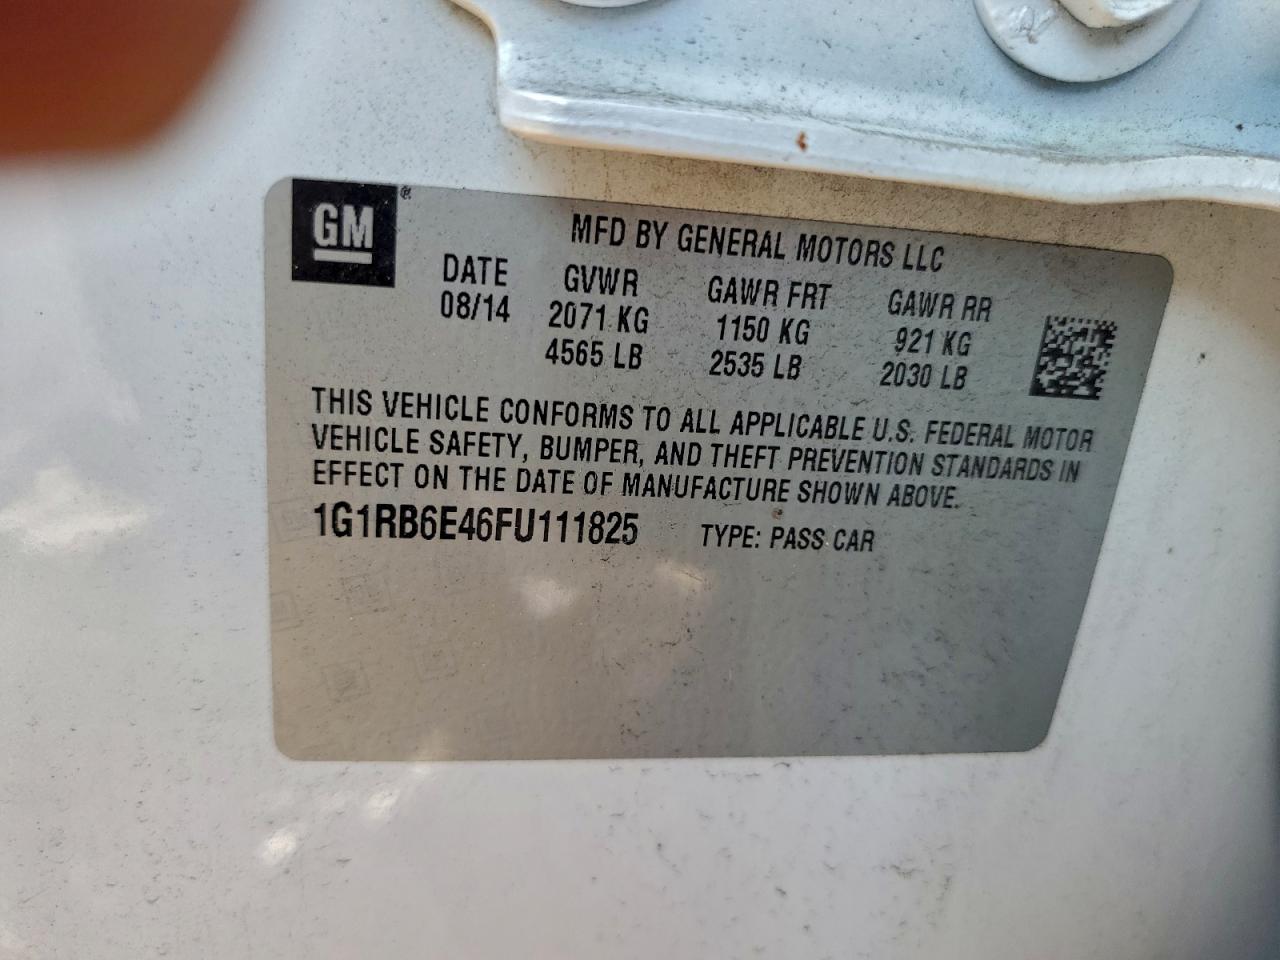 GM ®
MFD BY GENERAL MOTORS LLC
DATE GVWR GAWR FRT GAWR RR
08/14 2071 KG 1150 KG 921 KG
4565 LB 2535 LB 2030 LB
THIS VEHICLE CONFORMS TO ALL APPLICABLE U.S. FEDERAL MOTOR
VEHICLE SAFETY, BUMPER, AND THEFT PREVENTION STANDARDS IN
EFFECT ON THE DATE OF MANUFACTURE SHOWN ABOVE.
1G1RB6E46FU111825 TYPE: PASS CAR